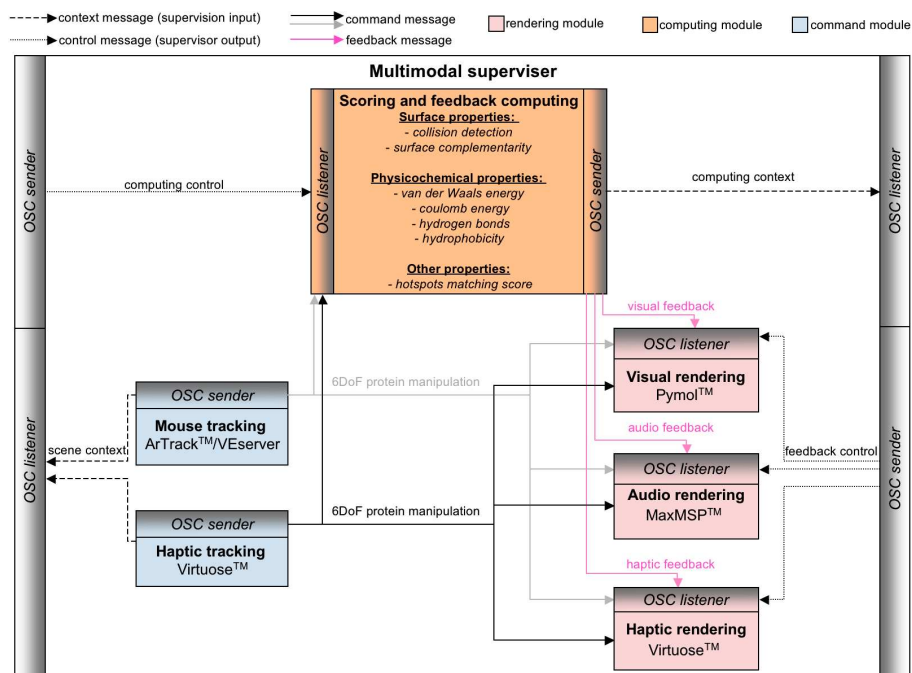 context message (supervision input)
control message (supervisor output)
command message
feedback message
rendering module
computing module
command module
Multimodal superviser
OSC sender
OSC listener
Scoring and feedback computing
Surface properties:
- collision detection
- surface complementarity
Physicochemical properties:
- van der Waals energy
- coulomb energy
- hydrogen bonds
- hydrophobicity
Other properties:
- hotspots matching score
OSC sender
OSC listener
computing control
computing context
visual feedback
OSC listener
Visual rendering
Pymol™
6DoF protein manipulation
OSC sender
Mouse tracking
ArTrack™/VEserver
audio feedback
OSC listener
scene context
OSC listener
Audio rendering
MaxMSP™
feedback control
OSC sender
6DoF protein manipulation
OSC sender
Haptic tracking
Virtuose™
haptic feedback
OSC listener
Haptic rendering
Virtuose™